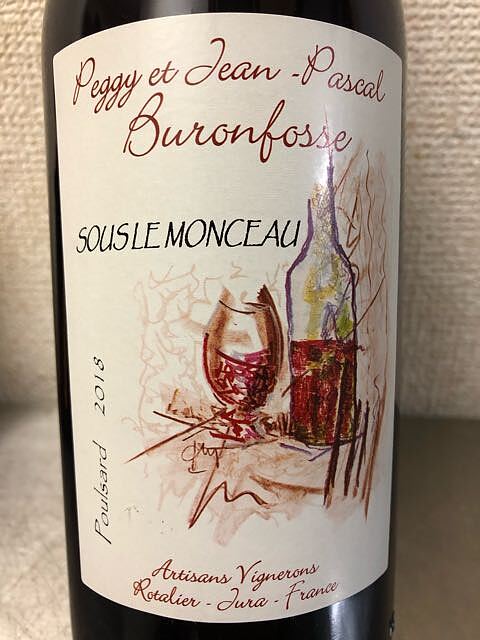 Peggy et Jean-Pascal
Buronfosse
SOUS LE MONCEAU
Poulsard 2018
Artisans Vignerons
Rotalier - Jura - France